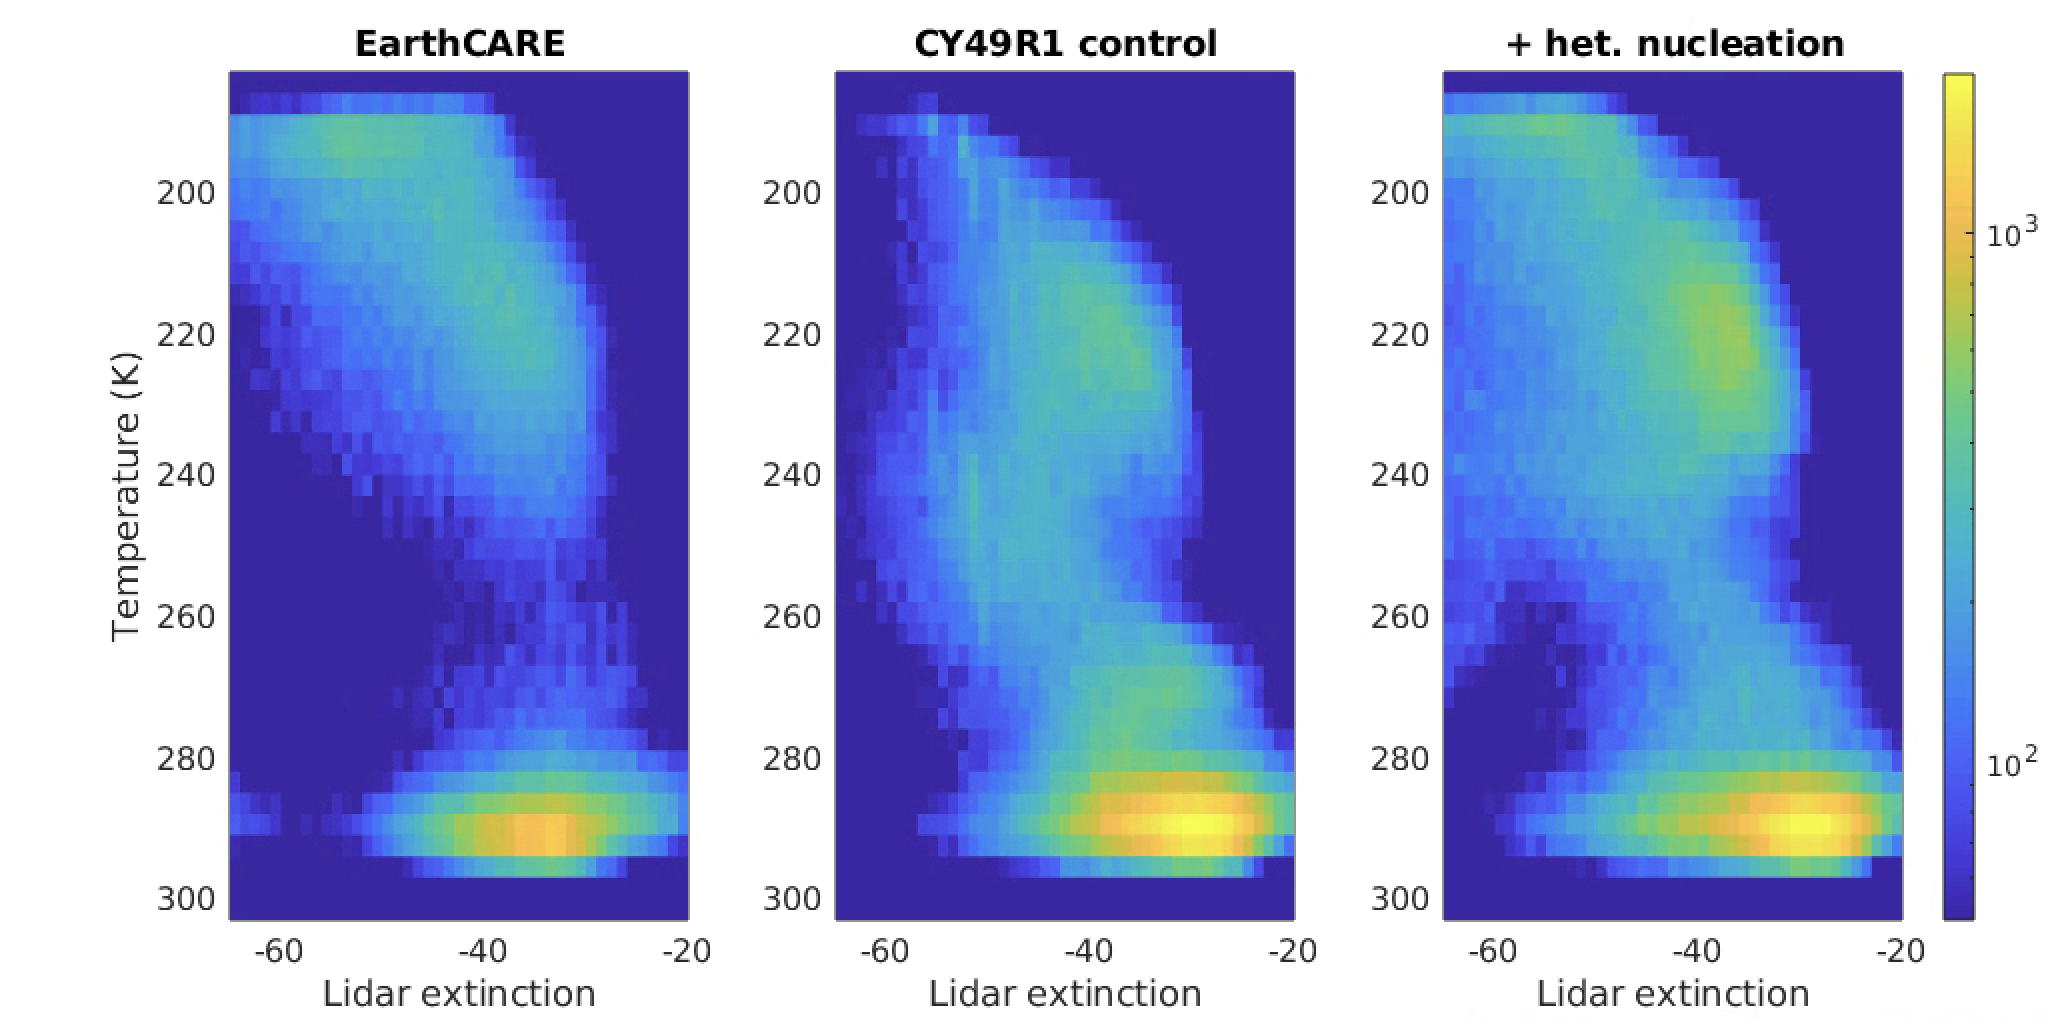 EarthCARE CY49R1 control + het. nucleation
Temperature (K)
200 200 200
220 220 220
240 240 240
260 260 260
280 280 280
300 300 300
10³
10²
-60 -40 -20 -60 -40 -20 -60 -40 -20
Lidar extinction Lidar extinction Lidar extinction